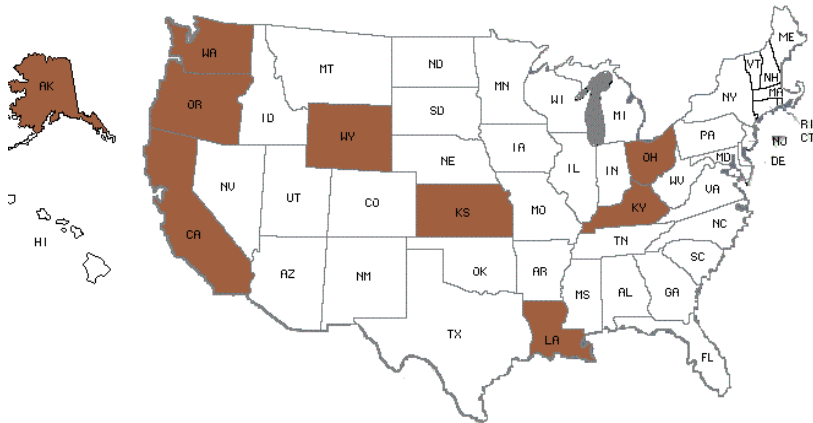 ME
WA
VT
MT
ND
NH
MN
AK
MA
OR
WI
NY
ID
SD
MI
RI
WY
PA
CT
NJ
IA
OH
MD
DE
NE
IL
IN
WV
NV
UT
VA
CO
KS
MO
KY
CA
NC
HI
TN
SC
AZ
NM
OK
AR
MS
AL
GA
TX
LA
FL